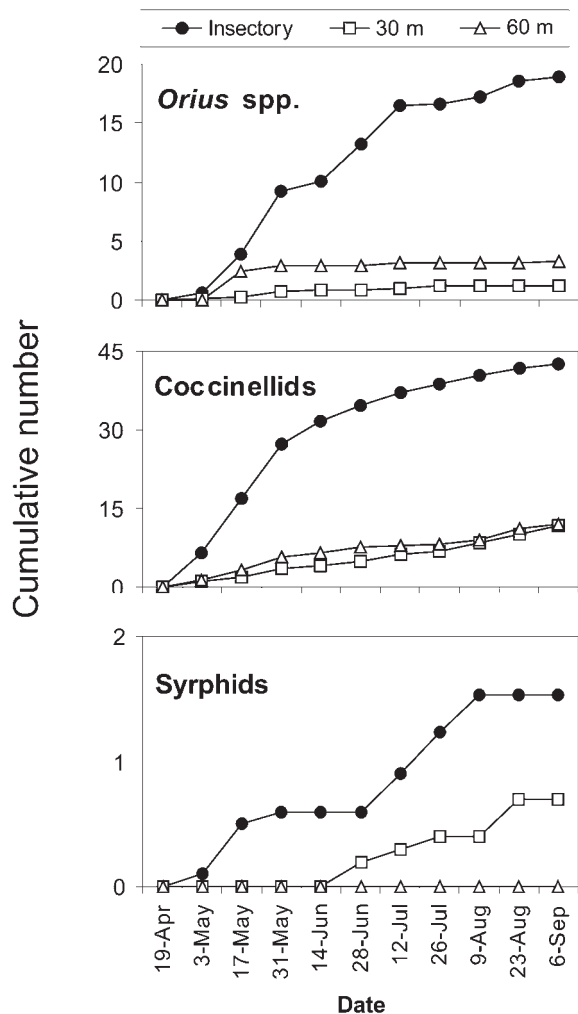 Insectory 30 m 60 m
20
Orius spp.
15
10
5
0
Cumulative number
45
Coccinellids
30
15
0
2
Syrphids
1
0
19-Apr
3-May
17-May
31-May
14-Jun
28-Jun
12-Jul
26-Jul
9-Aug
23-Aug
6-Sep
Date